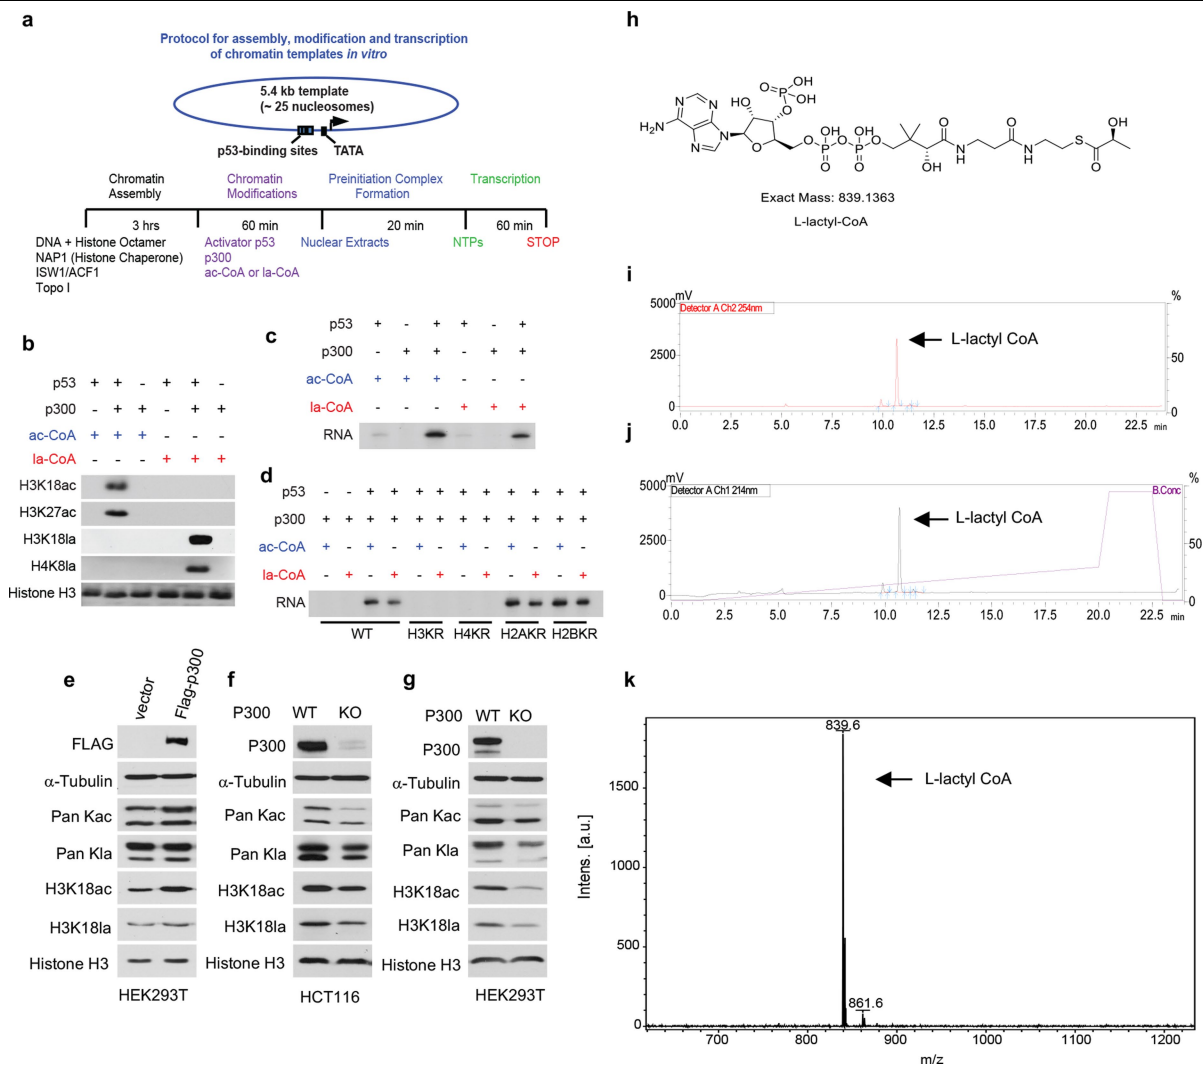 a
Protocol for assembly, modification and transcription
of chromatin templates in vitro
5.4 kb template
(~ 25 nucleosomes)
p53-binding sites TATA
Chromatin Assembly
Chromatin Modifications
Preinitiation Complex Formation
Transcription
3 hrs 60 min 20 min 60 min
DNA + Histone Octamer
NAP1 (Histone Chaperone)
ISW1/ACF1
Topo I
Activator p53
p300
ac-CoA or la-CoA
Nuclear Extracts
NTPs
STOP
b
p53 + + - + + -
p300 - + + - + +
ac-CoA + + + - - -
la-CoA - - - + + +
H3K18ac
H3K27ac
H3K18la
H4K8la
Histone H3
c
p53 + - + + - +
p300 - + + - + +
ac-CoA + + + - - -
la-CoA - - - + + +
RNA
d
p53 - - + + + + + + + + + +
p300 + + + + + + + + + + + +
ac-CoA + - + - + - + - + - + -
la-CoA - + - + - + - + - + - +
RNA
WT H3KR H4KR H2AKR H2BKR
e
vector Flag-p300
FLAG
α-Tubulin
Pan Kac
Pan Kla
H3K18ac
H3K18la
Histone H3
HEK293T
f
P300 WT KO
P300
α-Tubulin
Pan Kac
Pan Kla
H3K18ac
H3K18la
Histone H3
HCT116
g
P300 WT KO
P300
α-Tubulin
Pan Kac
Pan Kla
H3K18ac
H3K18la
Histone H3
HEK293T
h
H2N N N N N HO O O P OH OH O O OH P O O OH P O O OH O N H O N H S O OH
Exact Mass: 839.1363
L-lactyl-CoA
i
mV %
Detector A Ch2 254nm
L-lactyl CoA
5000
2500
0
50
0
0.0 2.5 5.0 7.5 10.0 12.5 15.0 17.5 20.0 22.5 min
j
mV %
Detector A Ch1 214nm B.Conc
L-lactyl CoA
5000
2500
0
50
0
0.0 2.5 5.0 7.5 10.0 12.5 15.0 17.5 20.0 22.5 min
k
839.6
L-lactyl CoA
861.6
Intens. [a.u.]
1500
1000
500
0
700 800 900 1000 1100 1200
m/z